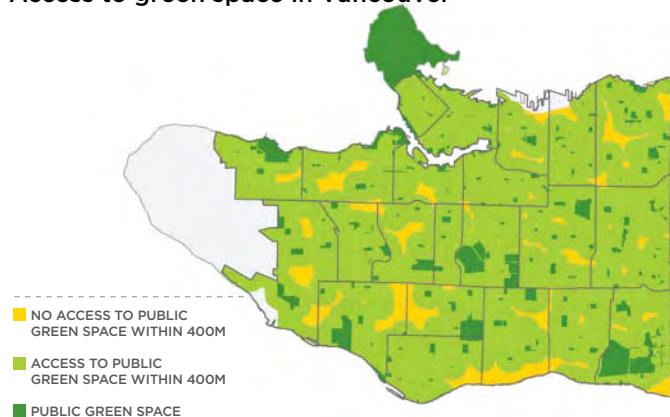 Access to green space in Vancouver
NO ACCESS TO PUBLIC
GREEN SPACE WITHIN 400M
ACCESS TO PUBLIC
GREEN SPACE WITHIN 400M
PUBLIC GREEN SPACE